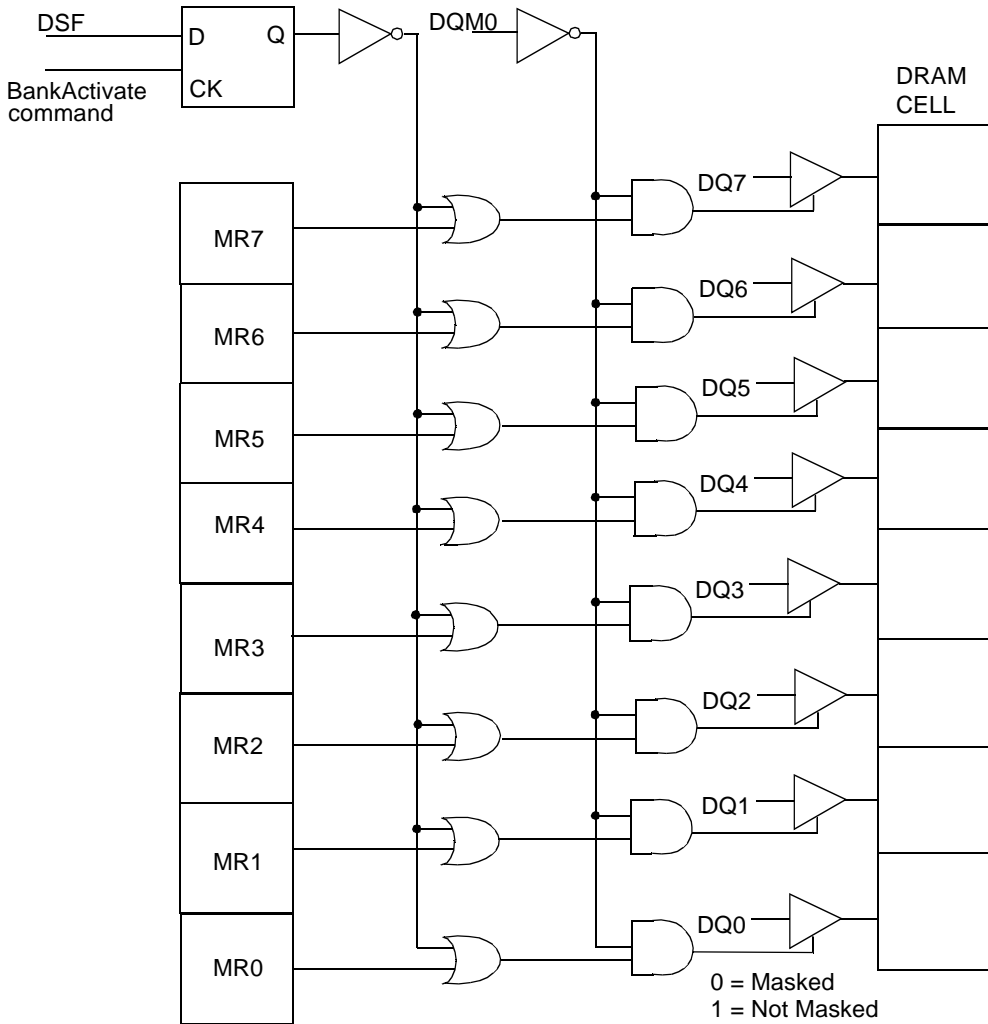 DSF
D
Q
DQM0
BankActivate
command
CK
DRAM
CELL
MR7
DQ7
MR6
DQ6
MR5
DQ5
MR4
DQ4
MR3
DQ3
MR2
DQ2
MR1
DQ1
MR0
DQ0
0 = Masked
1 = Not Masked